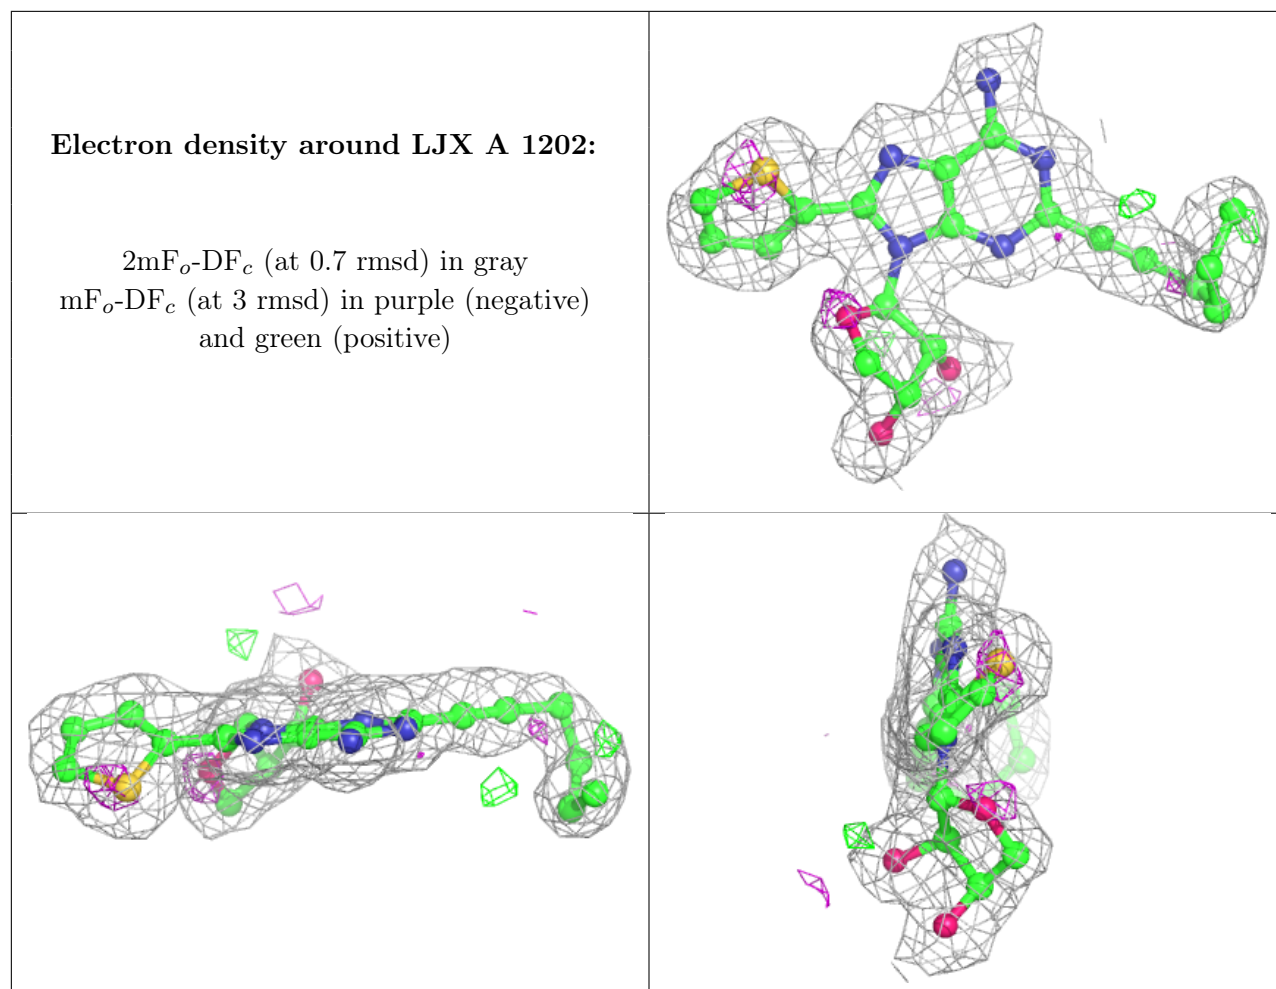 Electron density around LJX A 1202:
2mFo-DFc (at 0.7 rmsd) in gray
mFo-DFc (at 3 rmsd) in purple (negative)
and green (positive)